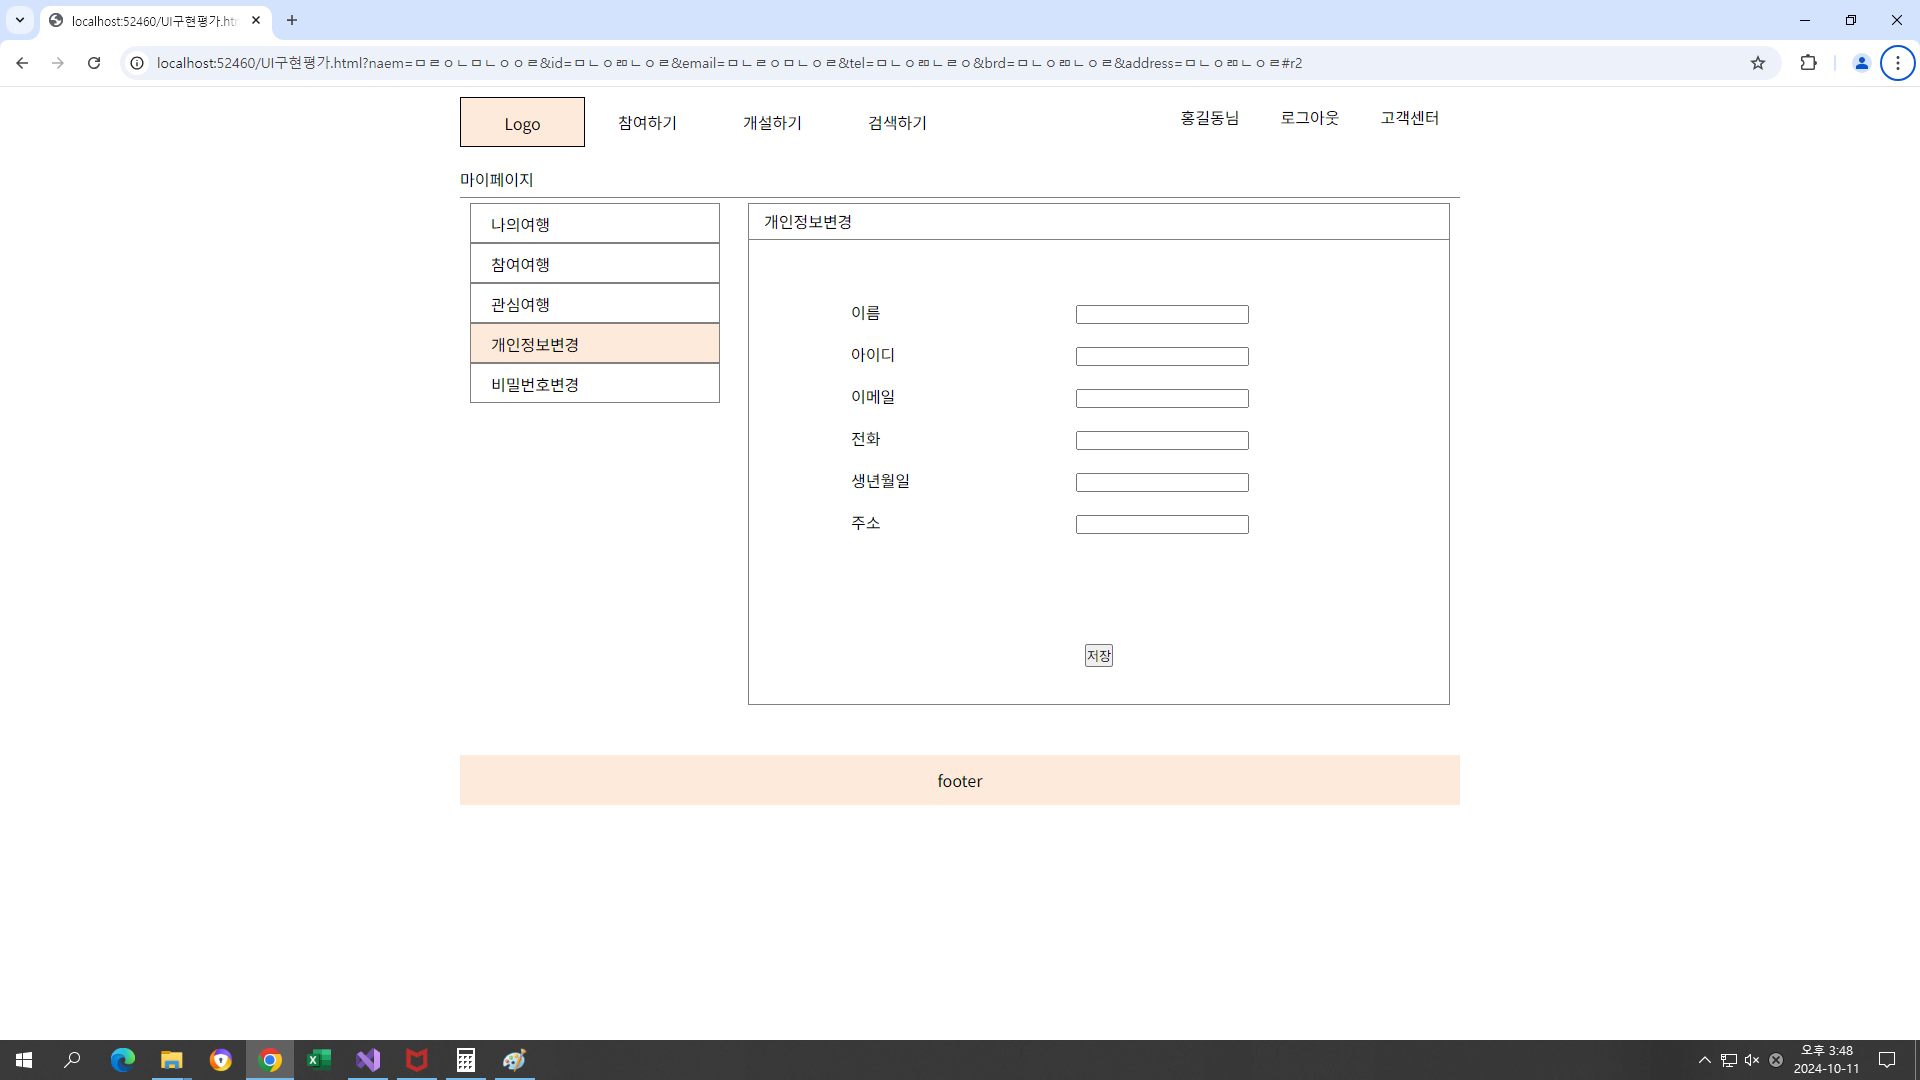 localhost:52460/UI구현평가.htm
localhost:52460/UI구현평가.html?naem=ㅁㄹㅇㄴㅁㄴㅇㅇㄹ&id=ㅁㄴㅇㄻㄴㅇㄹ&email=ㅁㄴㄹㅇㅁㄴㅇㄹ&tel=ㅁㄴㅇㄻㄴㄹㅇ&brd=ㅁㄴㅇㄻㄴㅇㄹ&address=ㅁㄴㅇㄻㄴㅇㄹ#r2
Logo 참여하기 개설하기 검색하기 홍길동님 로그아웃 고객센터
마이페이지
나의여행
참여여행
관심여행
개인정보변경
비밀번호변경
개인정보변경
이름
아이디
이메일
전화
생년월일
주소
저장
footer
오후 3:48
2024-10-11